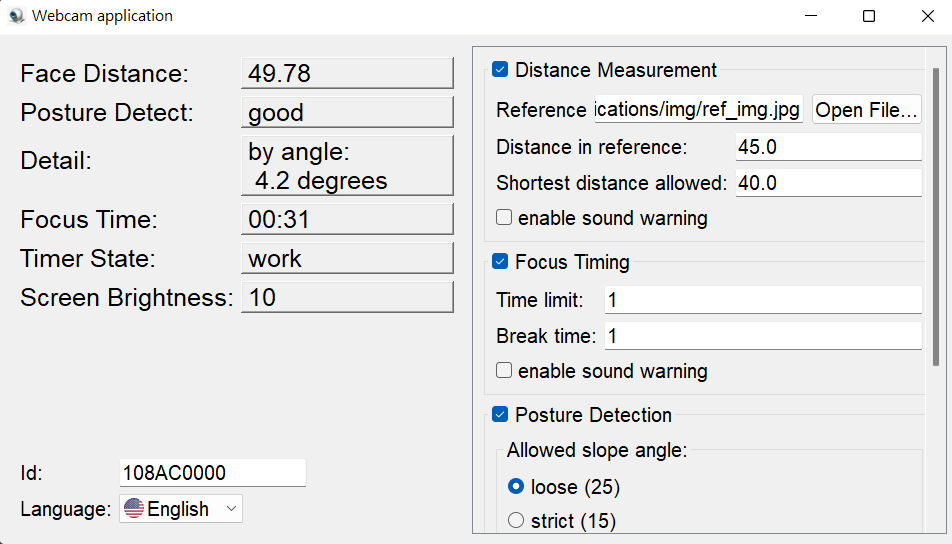 Webcam application
Face Distance: 49.78
Posture Detect: good
Detail: by angle:
4.2 degrees
Focus Time: 00:31
Timer State: work
Screen Brightness: 10
Id: 108AC0000
Language: English
Distance Measurement
Reference ications/img/ref_img.jpg Open File...
Distance in reference: 45.0
Shortest distance allowed: 40.0
enable sound warning
Focus Timing
Time limit: 1
Break time: 1
enable sound warning
Posture Detection
Allowed slope angle:
loose (25)
strict (15)